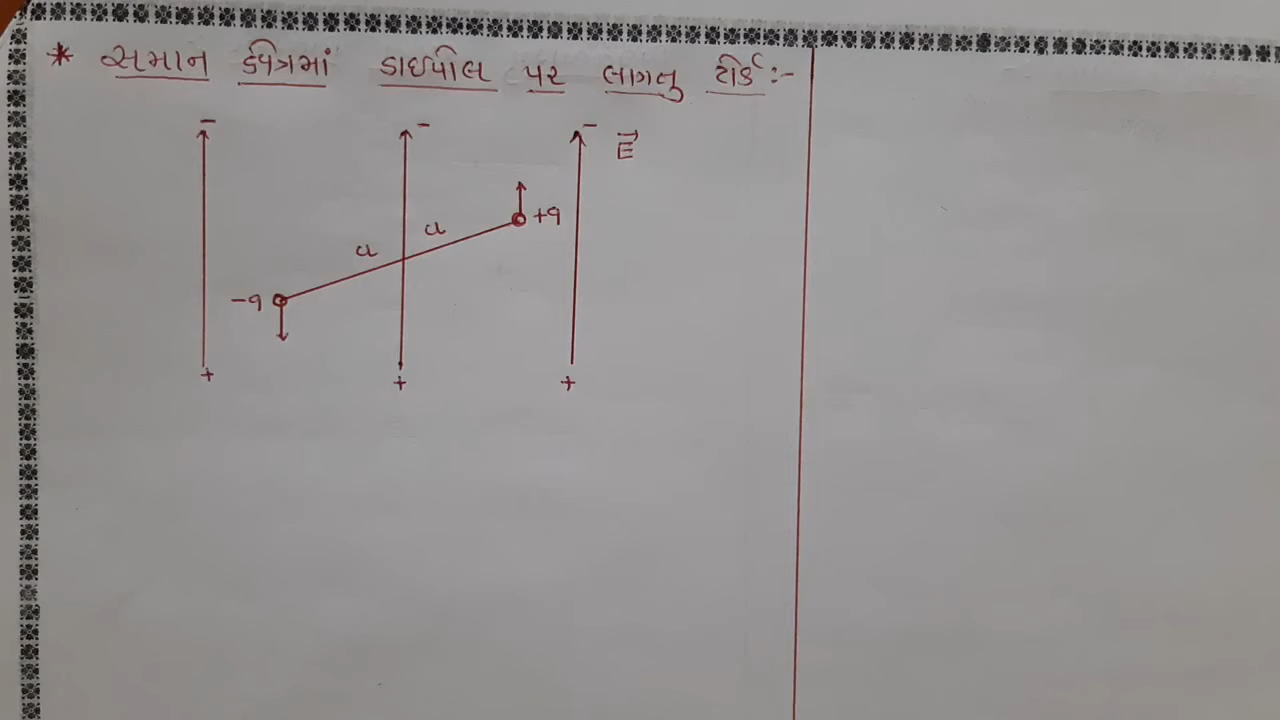 * સમાન ક્ષેત્રમાં ડાઇપોલ પર લાગતુ ટોર્ક :-
- - - E⃗
+q
a
a
-q
+ + +